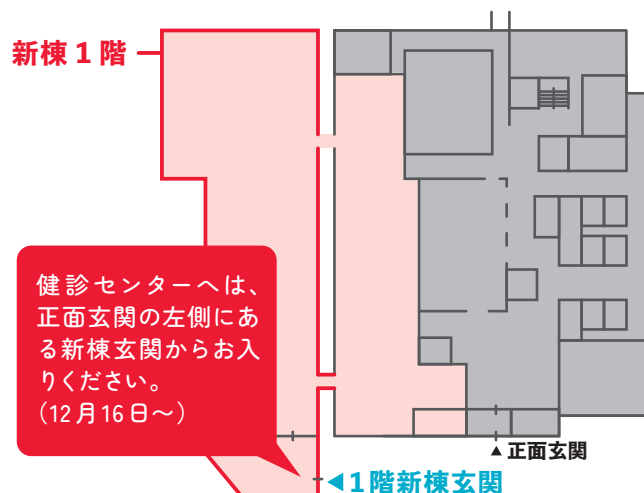 新棟1階
健診センターへは、
正面玄関の左側にあ
る新棟玄関からお入
りください。
(12月16日〜)
▲正面玄関
◀1階新棟玄関